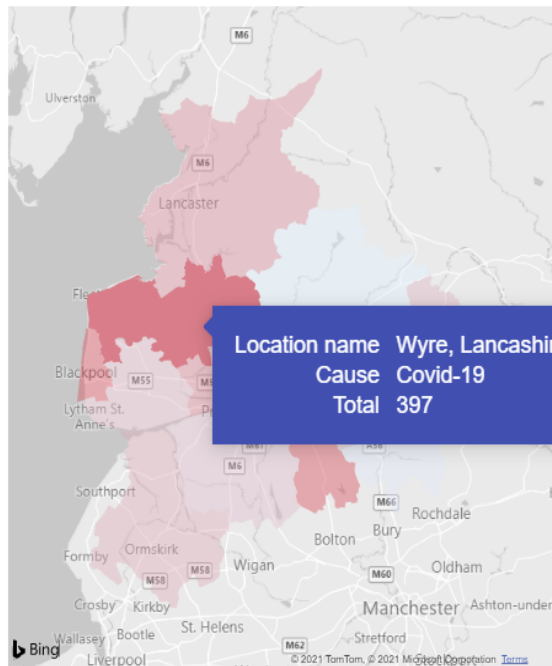 M6
Ulverston
M6
Lancaster
Location name Wyre, Lancashir
Cause Covid-19
Total 397
Blackpool
M55
Lytham St.
Anne's
M6
M66
Southport
Rochdale
Bolton
Bury
Formby
Ormskirk
M58
M58
Wigan
M60
Oldham
Crosby
Kirkby
Manchester
Ashton-under
Wallasey
Bootle
St. Helens
Stretford
M62
Liverpool
Bing
© 2021 TomTom, © 2021 Microsoft Corporation Terms